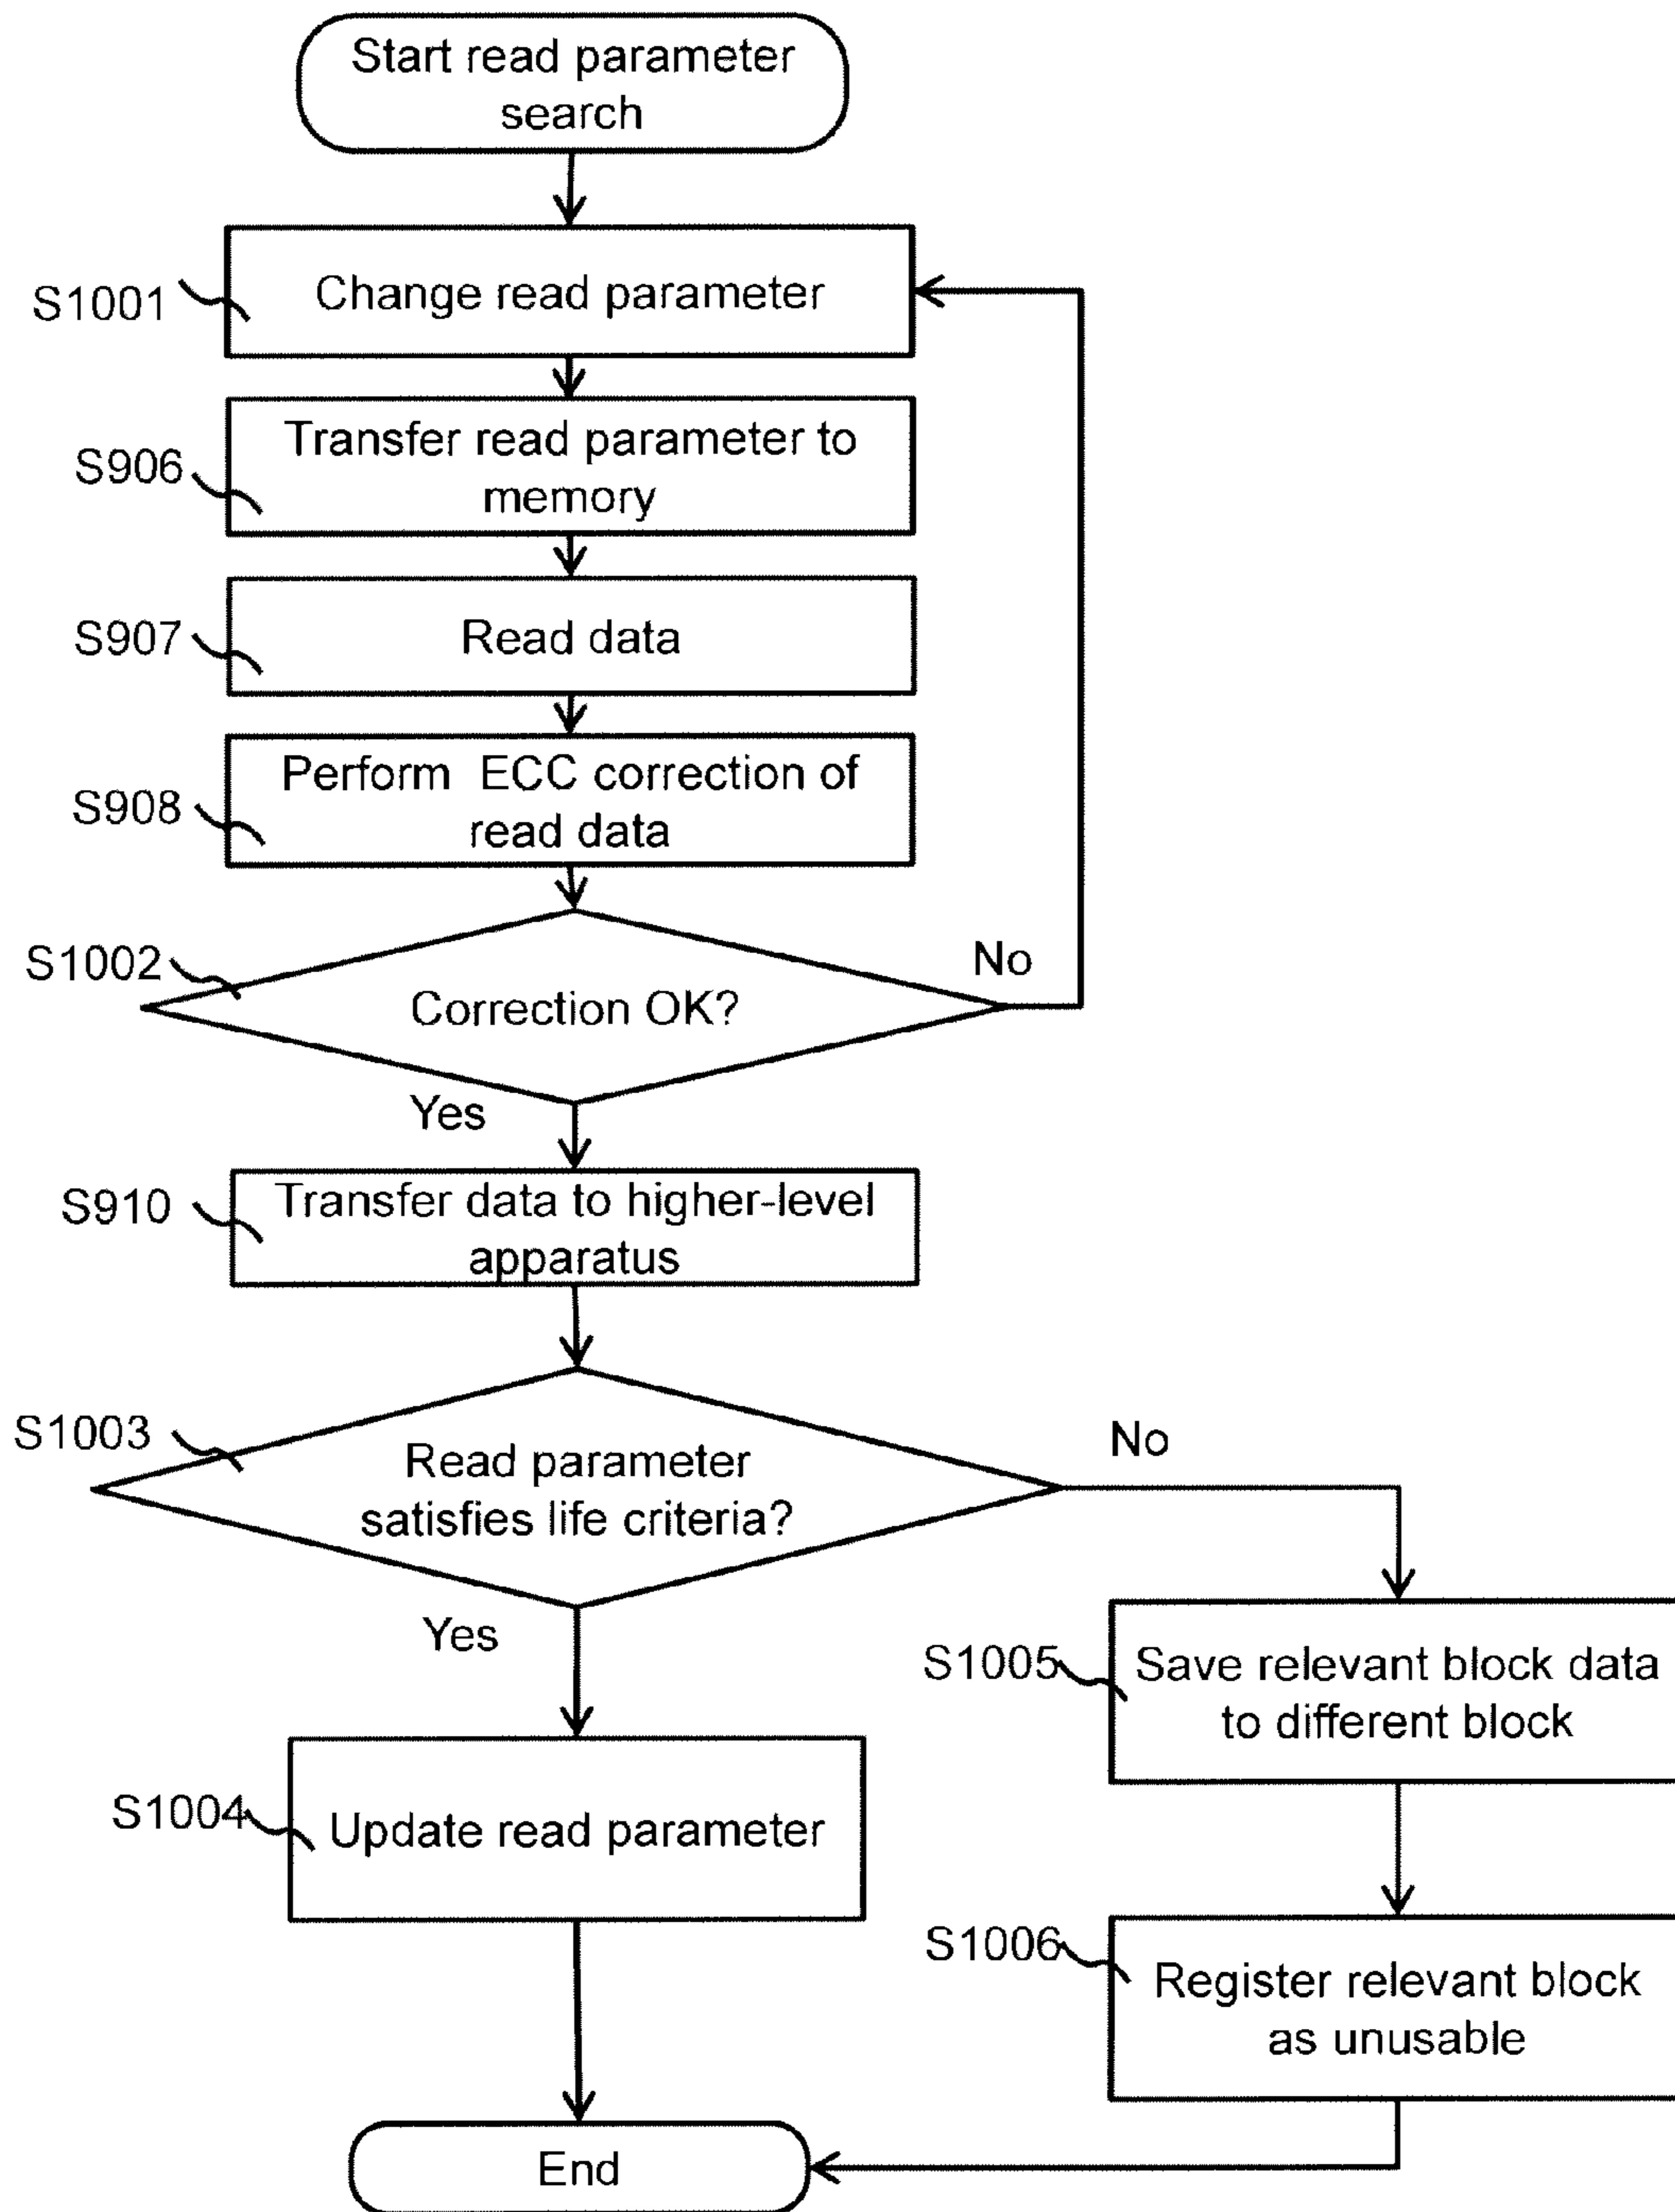 Start read parameter
search
S1001
Change read parameter
S906
Transfer read parameter to
memory
S907
Read data
S908
Perform ECC correction of
read data
S1002
Correction OK?
No
Yes
S910
Transfer data to higher-level
apparatus
S1003
Read parameter
satisfies life criteria?
No
Yes
S1005
Save relevant block data
to different block
S1004
Update read parameter
S1006
Register relevant block
as unusable
End